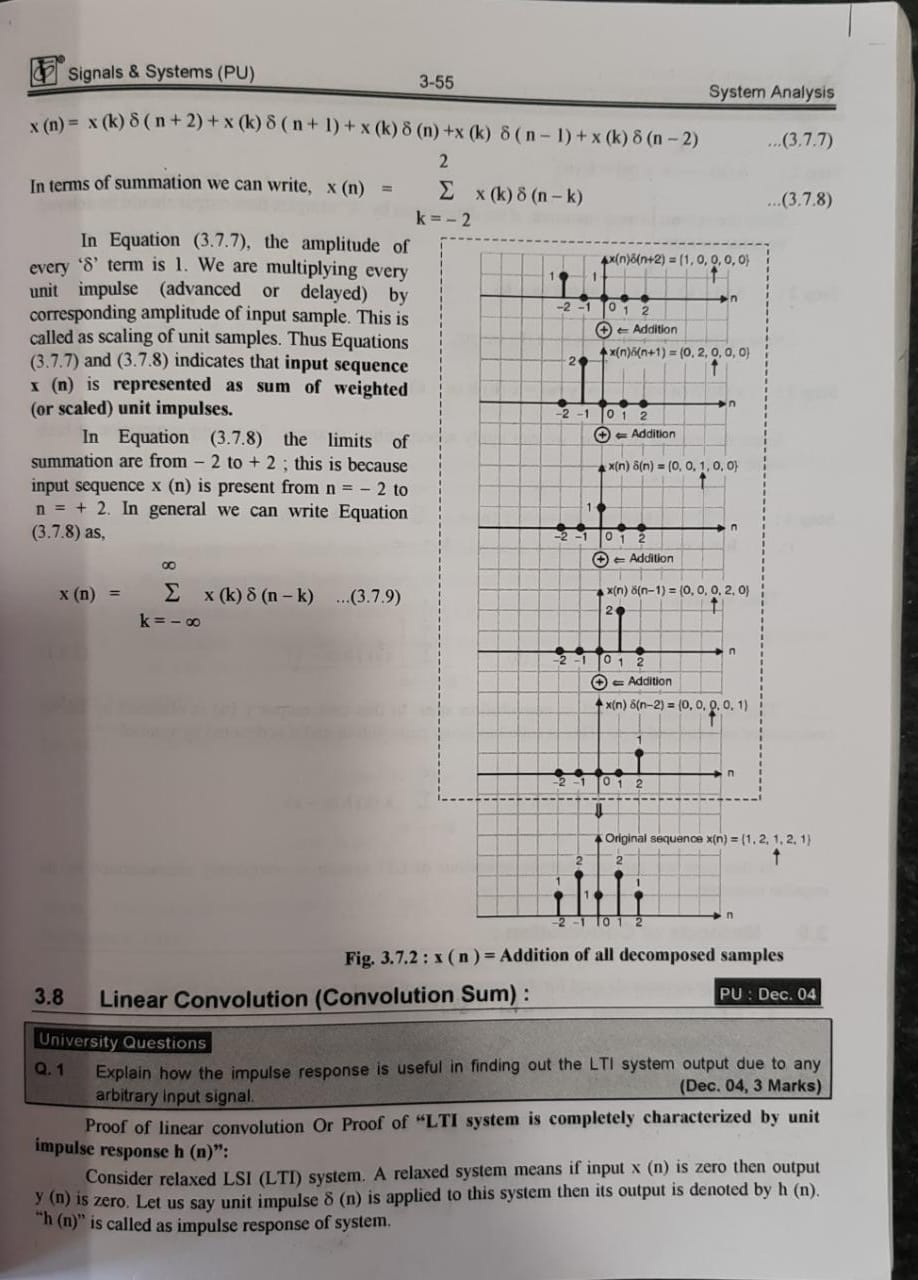 Signals & Systems (PU)
3-55
System Analysis
x (n) = x (k) δ ( n + 2) + x (k) δ ( n + 1) + x (k) δ (n) +x (k) δ ( n – 1) + x (k) δ (n – 2) ...(3.7.7)
2
In terms of summation we can write, x (n) = Σ x (k) δ (n – k) ...(3.7.8)
k = – 2
In Equation (3.7.7), the amplitude of
every ‘δ’ term is 1. We are multiplying every
unit impulse (advanced or delayed) by
corresponding amplitude of input sample. This is
called as scaling of unit samples. Thus Equations
(3.7.7) and (3.7.8) indicates that input sequence
x (n) is represented as sum of weighted
(or scaled) unit impulses.
In Equation (3.7.8) the limits of
summation are from – 2 to + 2 ; this is because
input sequence x (n) is present from n = – 2 to
n = + 2. In general we can write Equation
(3.7.8) as,
∞
x (n) = Σ x (k) δ (n – k) ...(3.7.9)
k = – ∞
x(n)δ(n+2) = {1, 0, 0, 0, 0}
↑
1 1
n
-2 -1 0 1 2
+ ⇐ Addition
x(n)δ(n+1) = {0, 2, 0, 0, 0}
↑
2
n
-2 -1 0 1 2
+ ⇐ Addition
x(n) δ(n) = {0, 0, 1, 0, 0}
↑
1
n
-2 -1 0 1 2
+ ⇐ Addition
x(n) δ(n–1) = {0, 0, 0, 2, 0}
↑
2
n
-2 -1 0 1 2
+ ⇐ Addition
x(n) δ(n–2) = {0, 0, 0, 0, 1}
↑
1
n
-2 -1 0 1 2
⇓
Original sequence x(n) = {1, 2, 1, 2, 1}
↑
2 2
1 1 1
n
-2 -1 0 1 2
Fig. 3.7.2 : x ( n ) = Addition of all decomposed samples
3.8 Linear Convolution (Convolution Sum) : PU : Dec. 04
University Questions
Q. 1 Explain how the impulse response is useful in finding out the LTI system output due to any
arbitrary input signal. (Dec. 04, 3 Marks)
Proof of linear convolution Or Proof of “LTI system is completely characterized by unit
impulse response h (n)”:
Consider relaxed LSI (LTI) system. A relaxed system means if input x (n) is zero then output
y (n) is zero. Let us say unit impulse δ (n) is applied to this system then its output is denoted by h (n).
“h (n)” is called as impulse response of system.